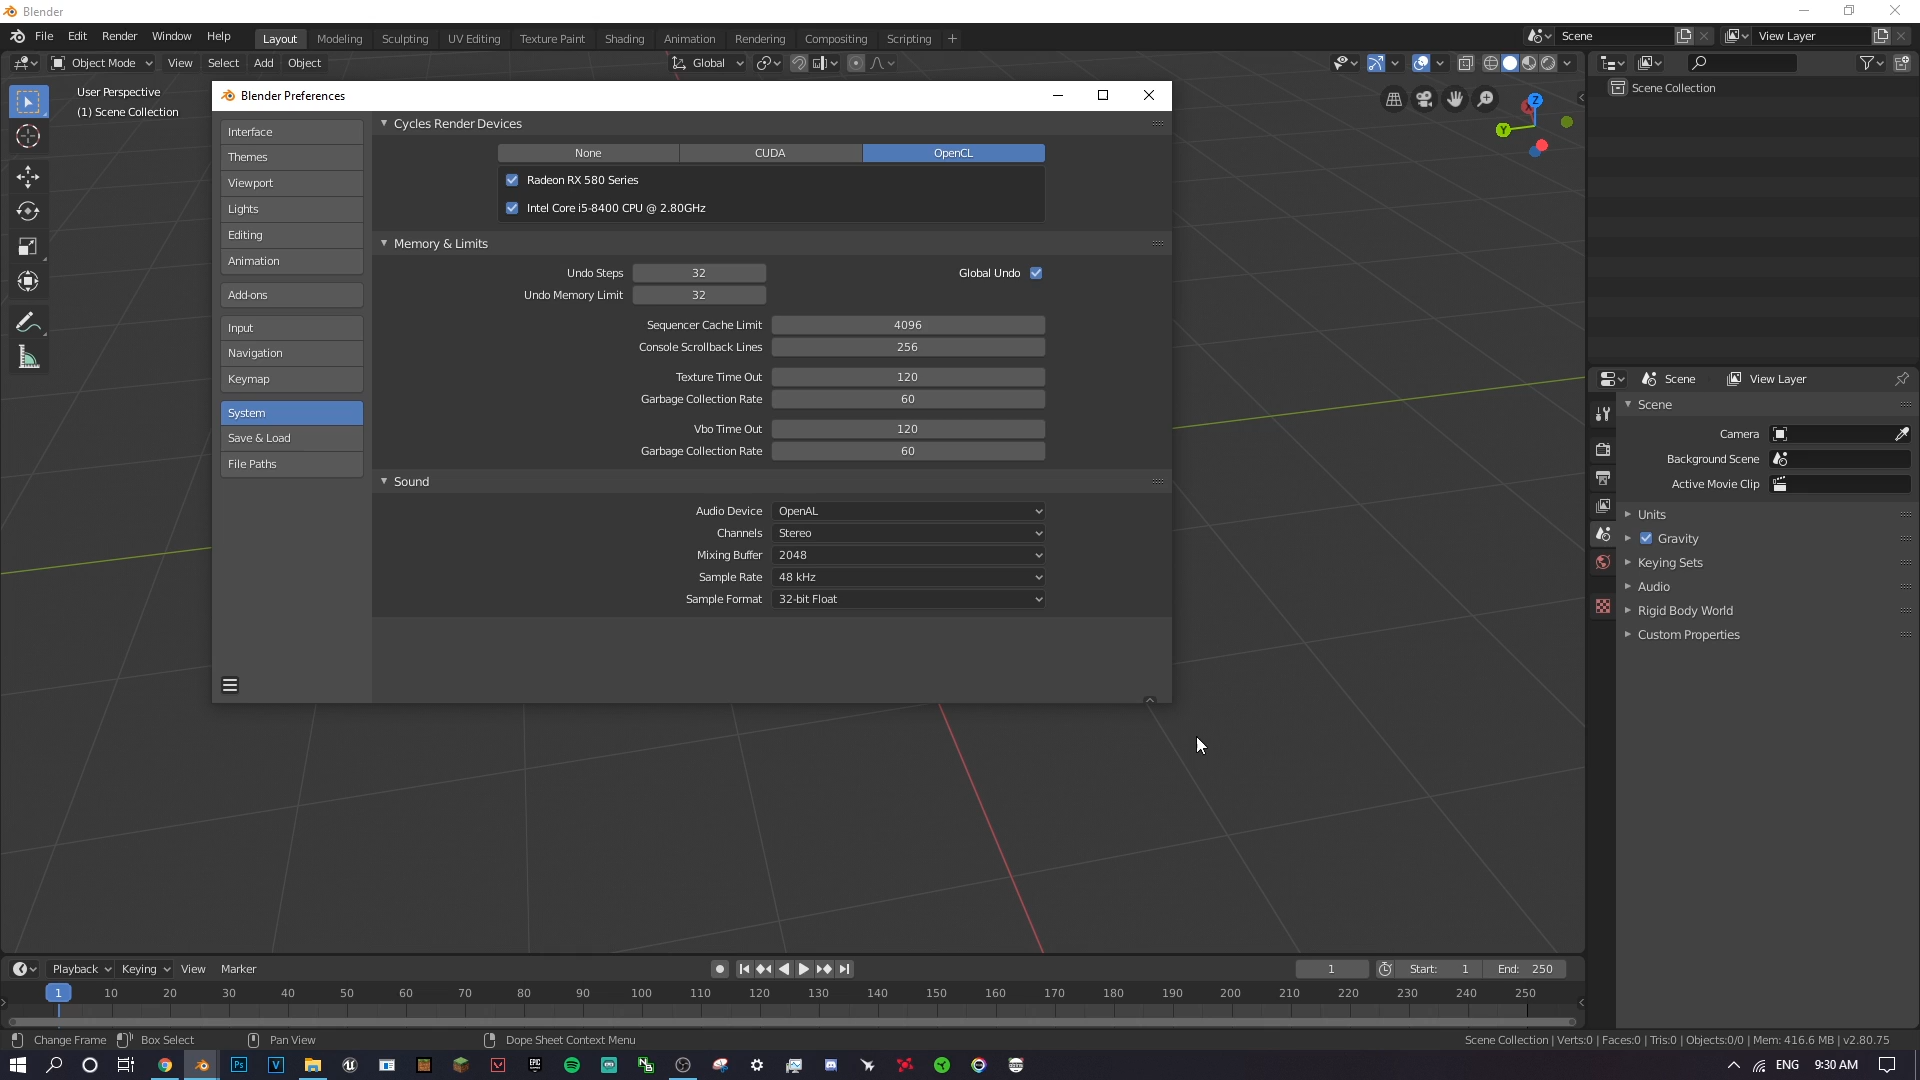 Blender
File Edit Render Window Help Layout Modeling Sculpting UV Editing Texture Paint Shading Animation Rendering Compositing Scripting + Scene View Layer
Object Mode View Select Add Object Global
User Perspective
(1) Scene Collection
Blender Preferences
Interface
Themes
Viewport
Lights
Editing
Animation
Add-ons
Input
Navigation
Keymap
System
Save & Load
File Paths
Cycles Render Devices
None CUDA OpenCL
Radeon RX 580 Series
Intel Core i5-8400 CPU @ 2.80GHz
Memory & Limits
Undo Steps 32 Global Undo
Undo Memory Limit 32
Sequencer Cache Limit 4096
Console Scrollback Lines 256
Texture Time Out 120
Garbage Collection Rate 60
Vbo Time Out 120
Garbage Collection Rate 60
Sound
Audio Device OpenAL
Channels Stereo
Mixing Buffer 2048
Sample Rate 48 kHz
Sample Format 32-bit Float
Z
Y
Scene Collection
Scene View Layer
Scene
Camera
Background Scene
Active Movie Clip
Units
Gravity
Keying Sets
Audio
Rigid Body World
Custom Properties
Playback Keying View Marker 1 Start: 1 End: 250
1 10 20 30 40 50 60 70 80 90 100 110 120 130 140 150 160 170 180 190 200 210 220 230 240 250
Change Frame Box Select Pan View Dope Sheet Context Menu Scene Collection | Verts:0 | Faces:0 | Tris:0 | Objects:0/0 | Mem: 416.6 MB | v2.80.75
Ps V ENG 9:30 AM